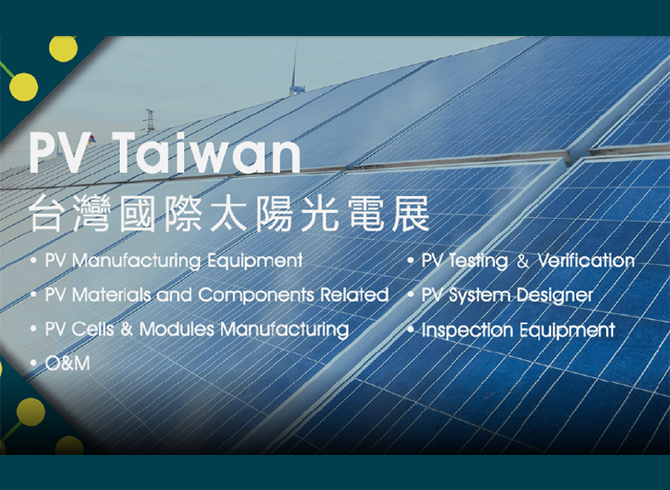 PV Taiwan
台灣國際太陽光電展
• PV Manufacturing Equipment
• PV Materials and Components Related
• PV Cells & Modules Manufacturing
• O&M
• PV Testing & Verification
• PV System Designer
• Inspection Equipment